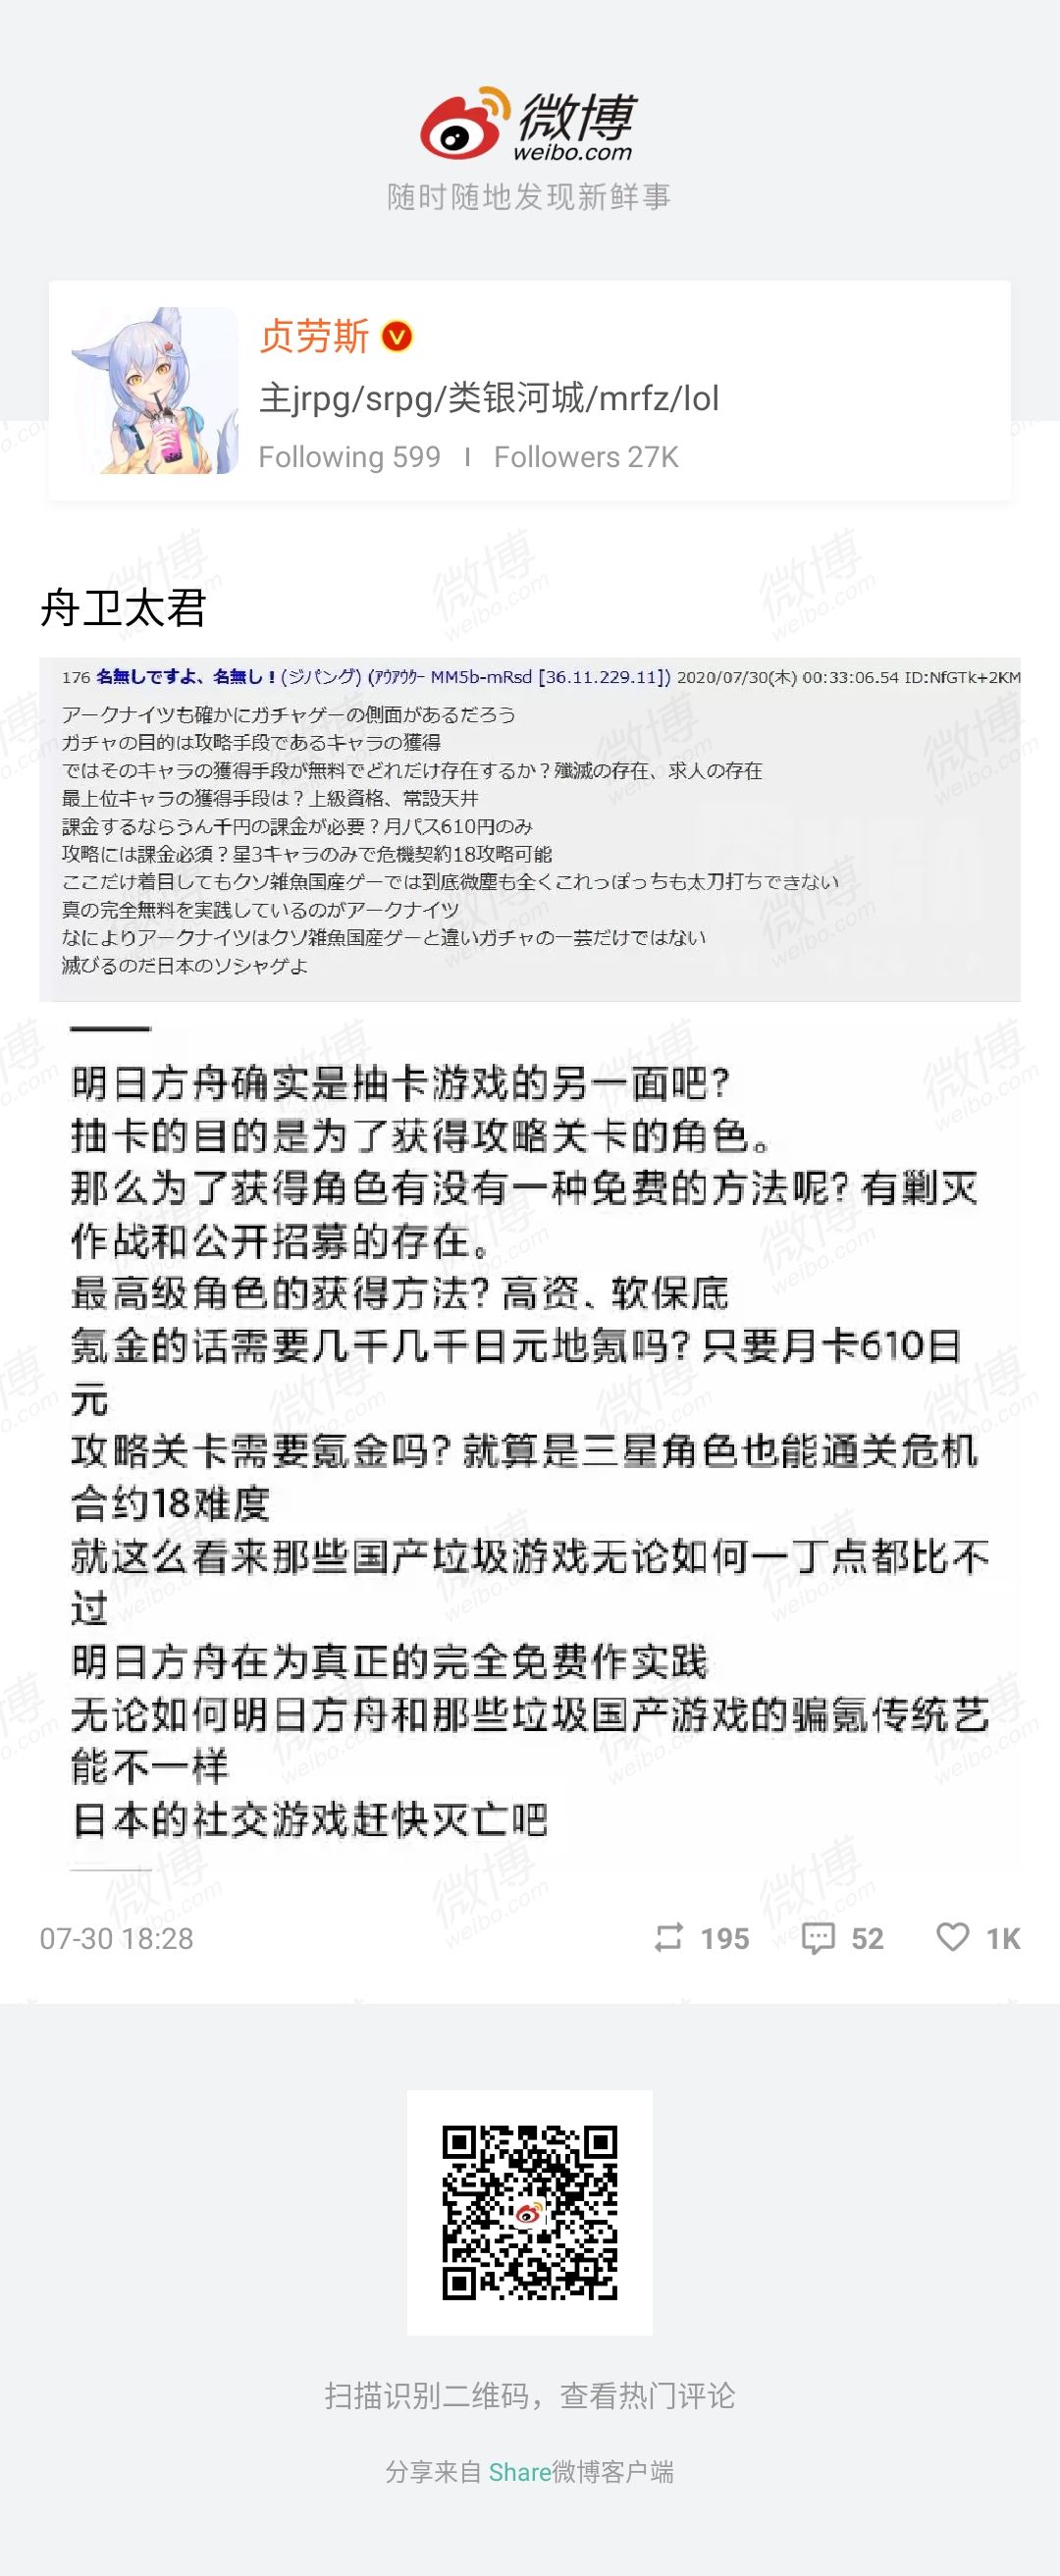 微博
weibo.com
随时随地发现新鲜事
贞劳斯
主jrpg/srpg/类银河城/mrfz/lol
Following 599 | Followers 27K
舟卫太君
176 名無しですよ、名無し!(ジパング) (ｱｳｱｳｳｰ MM5b-mRsd [36.11.229.11]) 2020/07/30(木) 00:33:06.54 ID:NfGTk+2KM
アークナイツも確かにガチャゲーの側面があるだろう
ガチャの目的は攻略手段であるキャラの獲得
ではそのキャラの獲得手段が無料でどれだけ存在するか？殲滅の存在、求人の存在
最上位キャラの獲得手段は？上級資格、常設天井
課金するならうん千円の課金が必要？月パス610円のみ
攻略には課金必須？星3キャラのみで危機契約18攻略可能
ここだけ着目してもクソ雑魚国産ゲーでは到底微塵も全くこれっぽっちも太刀打ちできない
真の完全無料を実践しているのがアークナイツ
なによりアークナイツはクソ雑魚国産ゲーと違いガチャの一芸だけではない
滅びるのだ日本のソシャゲよ
明日方舟确实是抽卡游戏的另一面吧?
抽卡的目的是为了获得攻略关卡的角色。
那么为了获得角色有没有一种免费的方法呢? 有剿灭
作战和公开招募的存在。
最高级角色的获得方法? 高资、软保底
氪金的话需要几千几千日元地氪吗? 只要月卡610日
元
攻略关卡需要氪金吗? 就算是三星角色也能通关危机
合约18难度
就这么看来那些国产垃圾游戏无论如何一丁点都比不
过
明日方舟在为真正的完全免费作实践
无论如何明日方舟和那些垃圾国产游戏的骗氪传统艺
能不一样
日本的社交游戏赶快灭亡吧
07-30 18:28 195 52 1K
扫描识别二维码，查看热门评论
分享来自 Share微博客户端